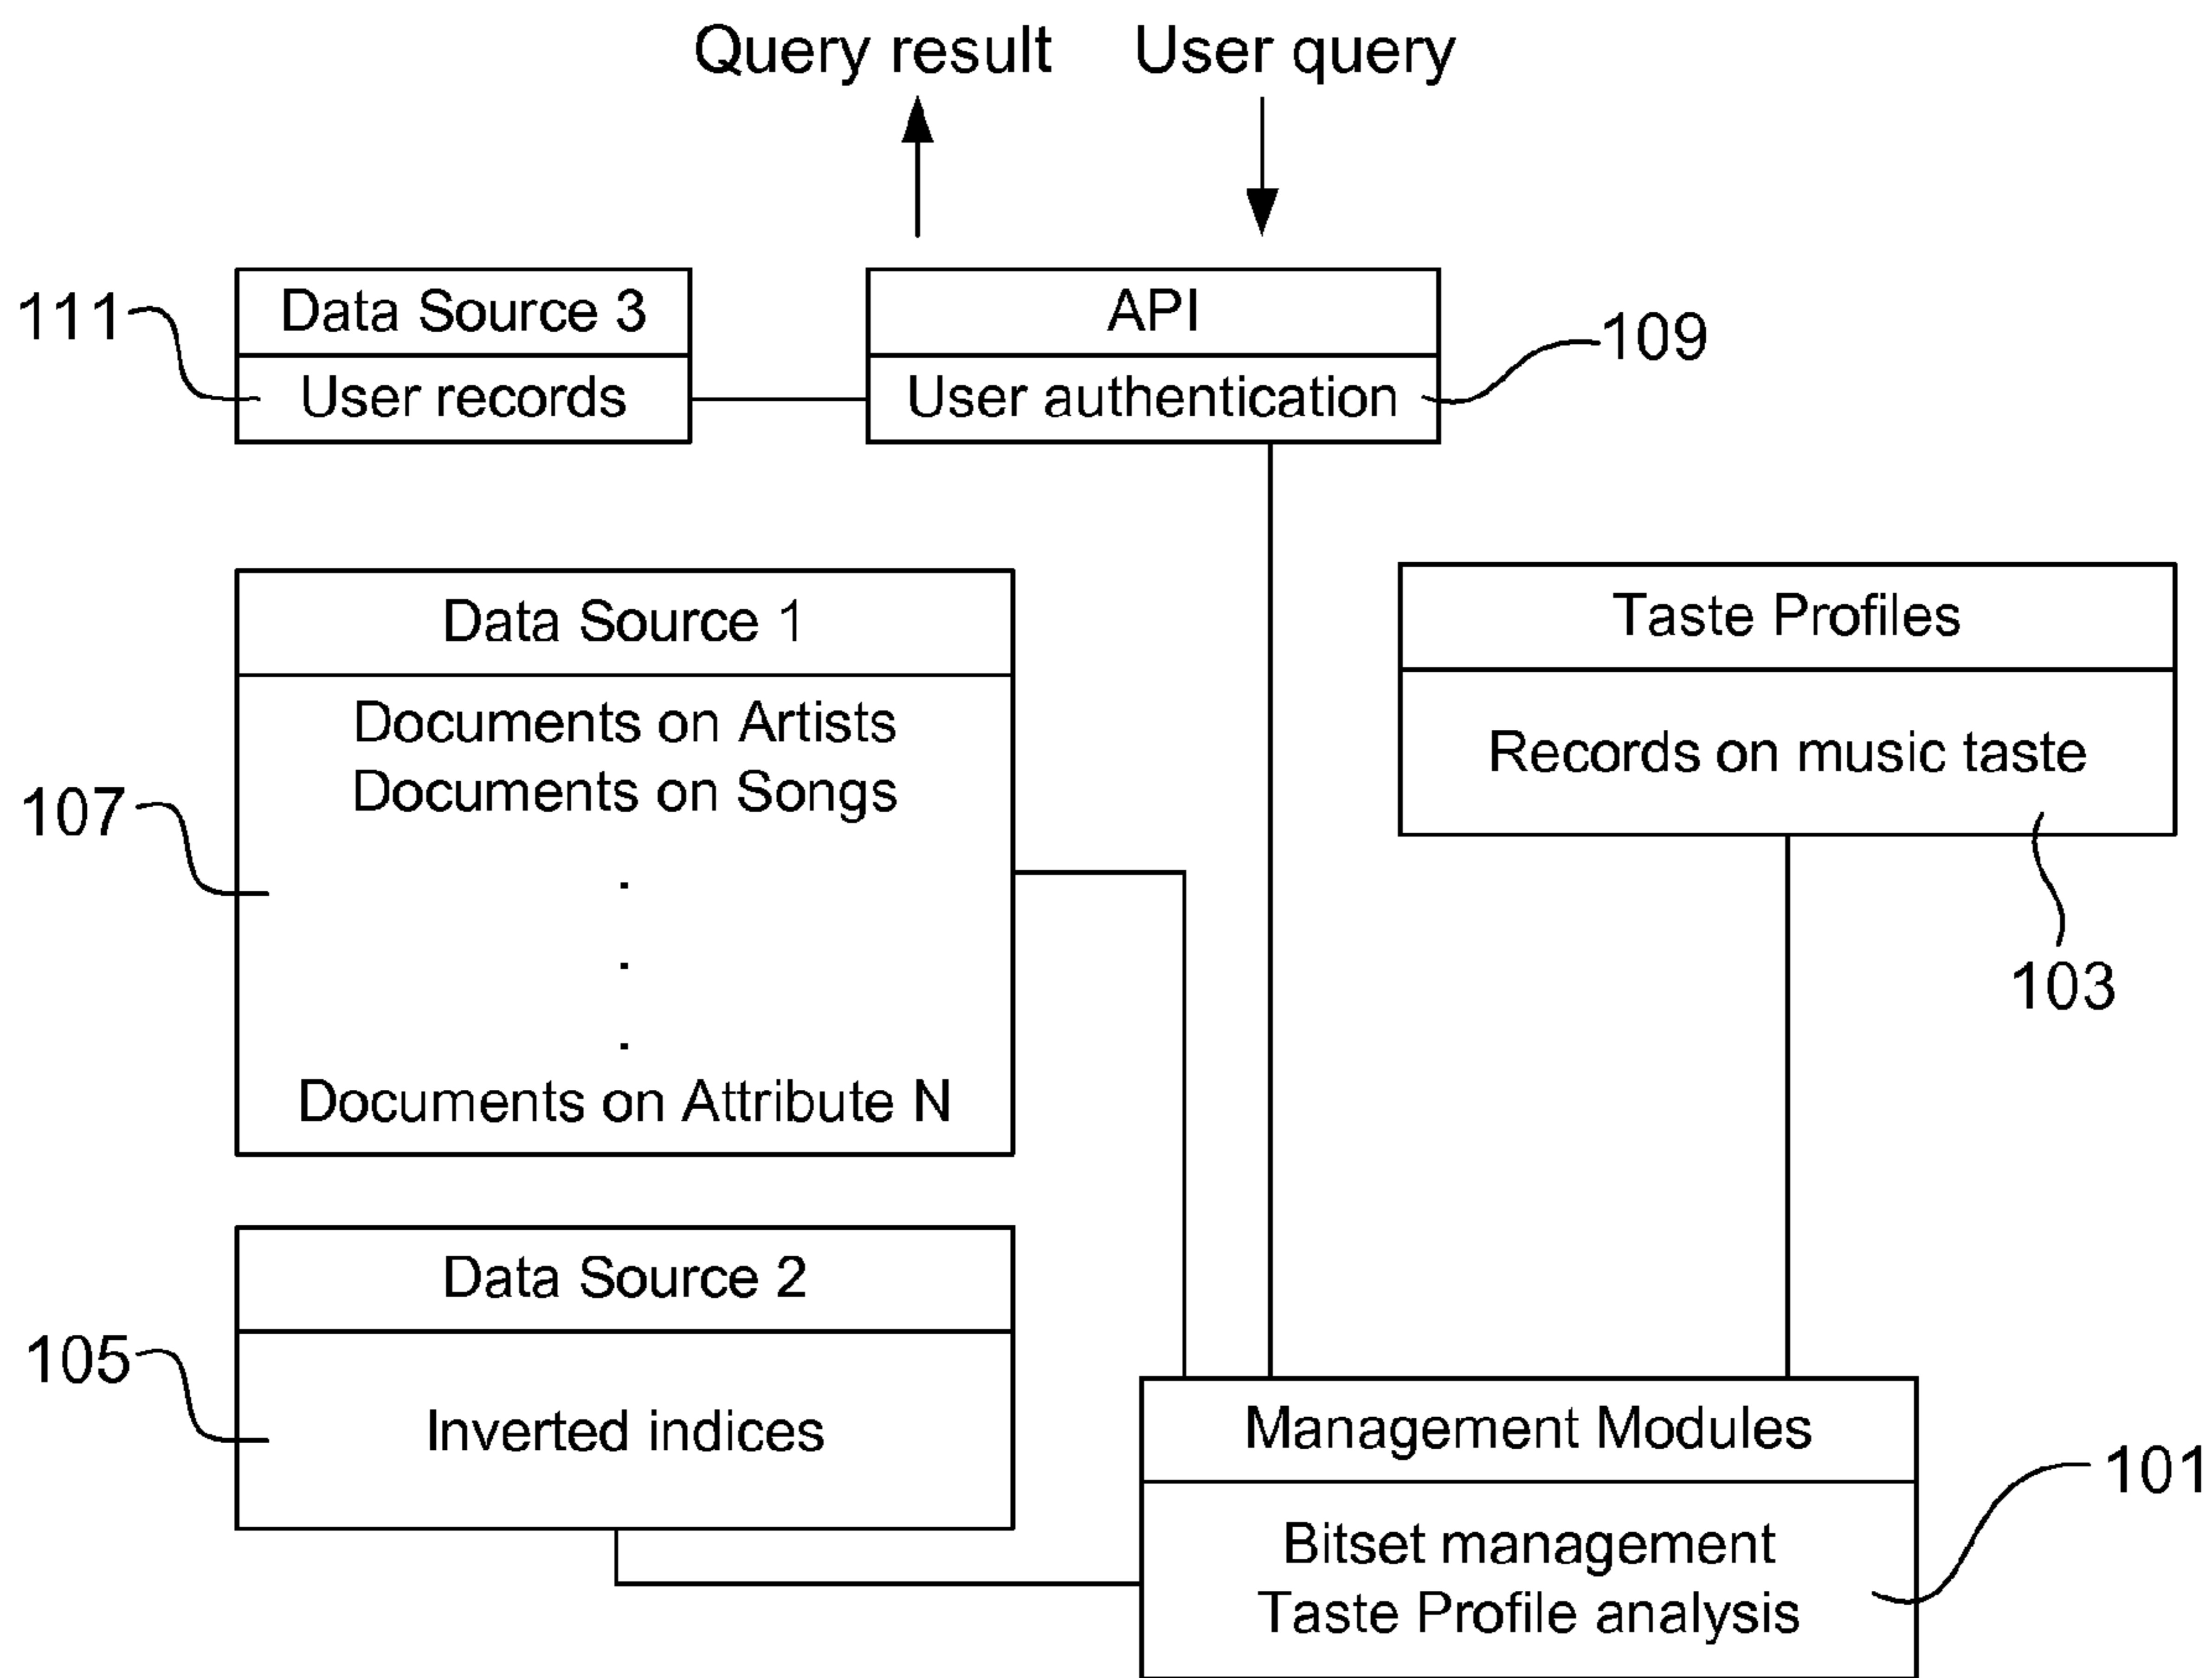 Query result
User query
111
Data Source 3
User records
API
User authentication
109
Data Source 1
Documents on Artists
Documents on Songs
.
.
.
Documents on Attribute N
107
Taste Profiles
Records on music taste
103
Data Source 2
Inverted indices
105
Management Modules
Bitset management
Taste Profile analysis
101